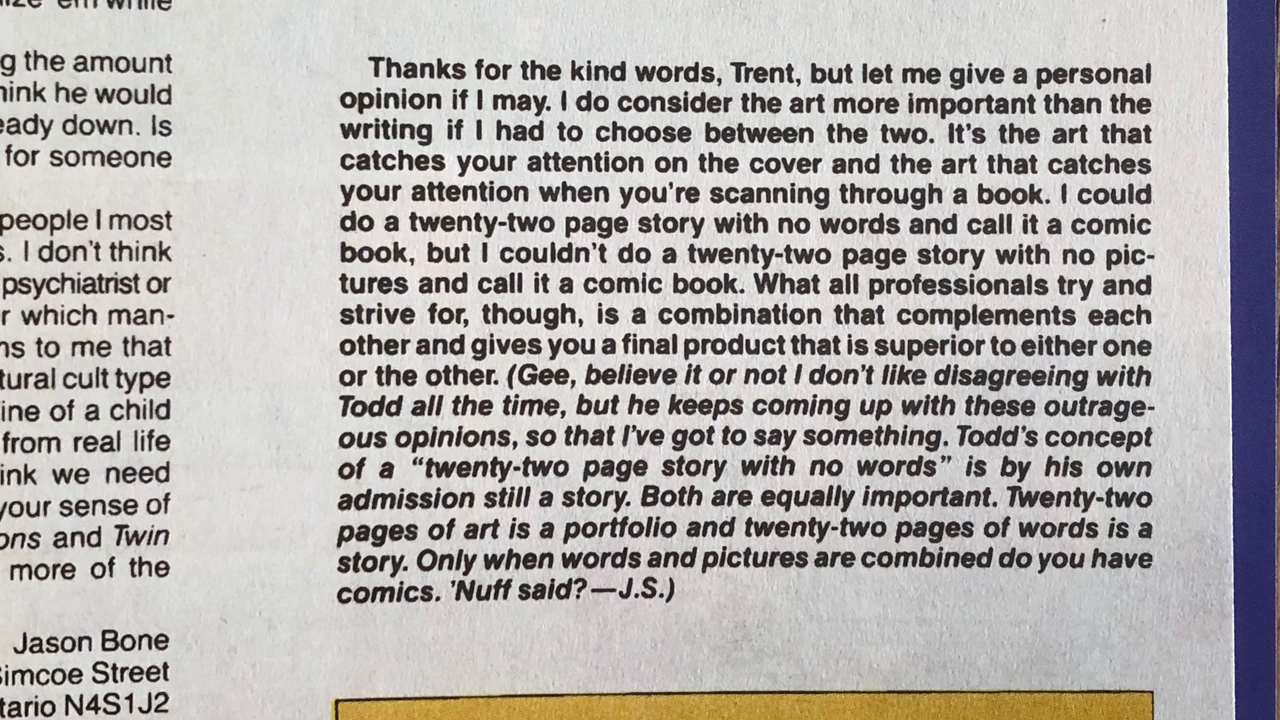 g the amount
he would
Is
for someone
people I most
I don't think
psychiatrist or
which man-
to me that
cult type
of a child
from real life
we need
your sense of
and Twin
more of the
Jason Bone
Simcoe Street
N4S1J2
Thanks for the kind words, Trent, but let me give a personal
opinion if I may. I do consider the art more important than the
writing if I had to choose between the two. It's the art that
catches your attention on the cover and the art that catches
your attention when you're scanning through a book. I could
do a twenty-two page story with no words and call it a comic
book, but I couldn't do a twenty-two page story with no pic-
tures and call it a comic book. What all professionals try and
strive for, though, is a combination that complements each
other and gives you a final product that is superior to either one
or the other. (Gee, believe it or not I don't like disagreeing with
Todd all the time, but he keeps coming up with these outrage-
ous opinions, so that I've got to say something. Todd's concept
of a “twenty-two page story with no words” is by his own
admission still a story. Both are equally important. Twenty-two
pages of art is a portfolio and twenty-two pages of words is a
story. Only when words and pictures are combined do you have
comics. 'Nuff said?—J.S.)